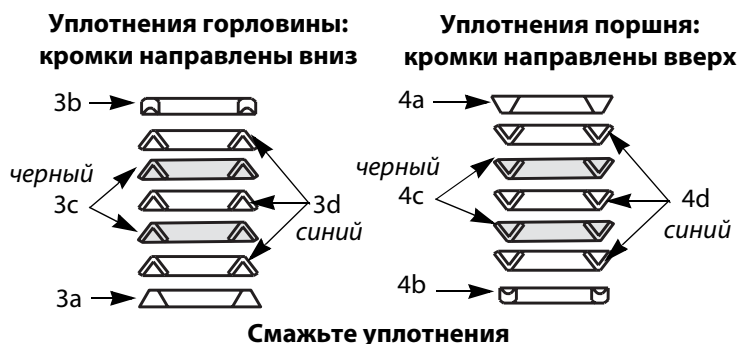 Уплотнения горловины:
кромки направлены вниз
3b
черный
3c
3d
синий
3a
Уплотнения поршня:
кромки направлены вверх
4a
черный
4c
4d
синий
4b
Смажьте уплотнения